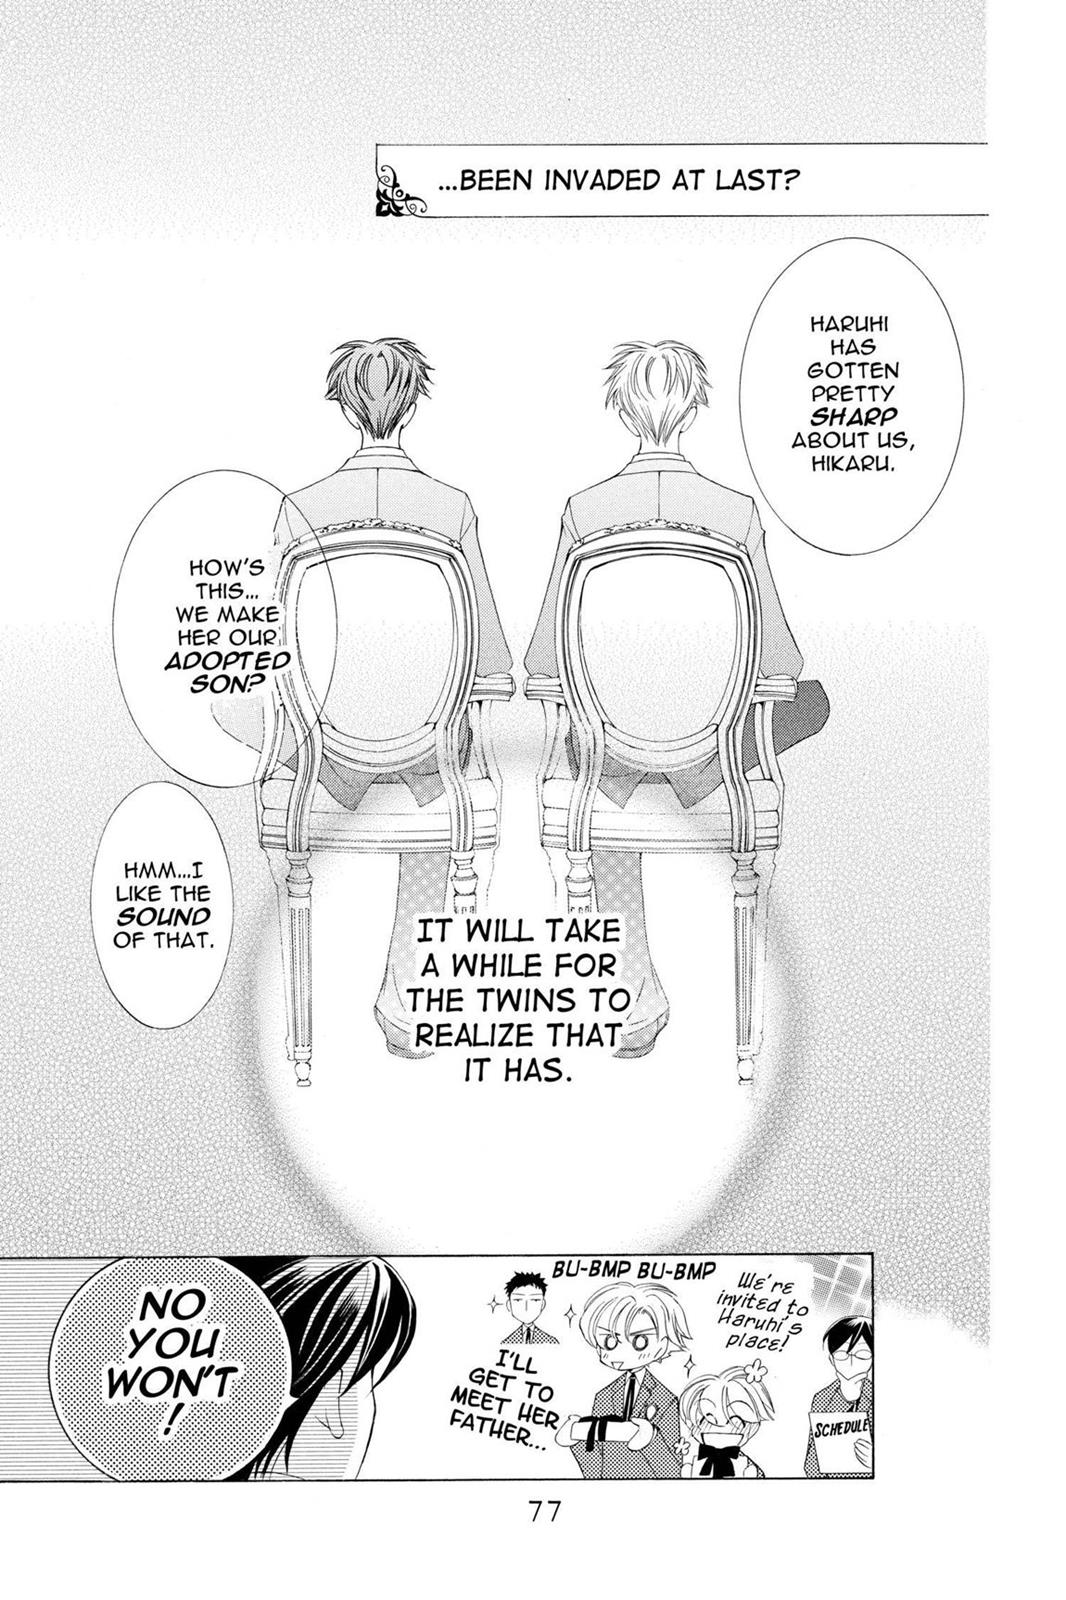 ...BEEN INVADED AT LAST?
HARUHI
HAS
GOTTEN
PRETTY
SHARP
ABOUT US,
HIKARU.
HOW'S
THIS...
WE MAKE
HER OUR
ADOPTED
SON?
HMM...I
LIKE THE
SOUND
OF THAT.
IT WILL TAKE
A WHILE FOR
THE TWINS TO
REALIZE THAT
IT HAS.
BU-BMP BU-BMP
We're
invited to
Haruhi's
place!
I'LL
GET TO
MEET HER
FATHER...
SCHEDULE
NO
YOU
WON'T
!
77